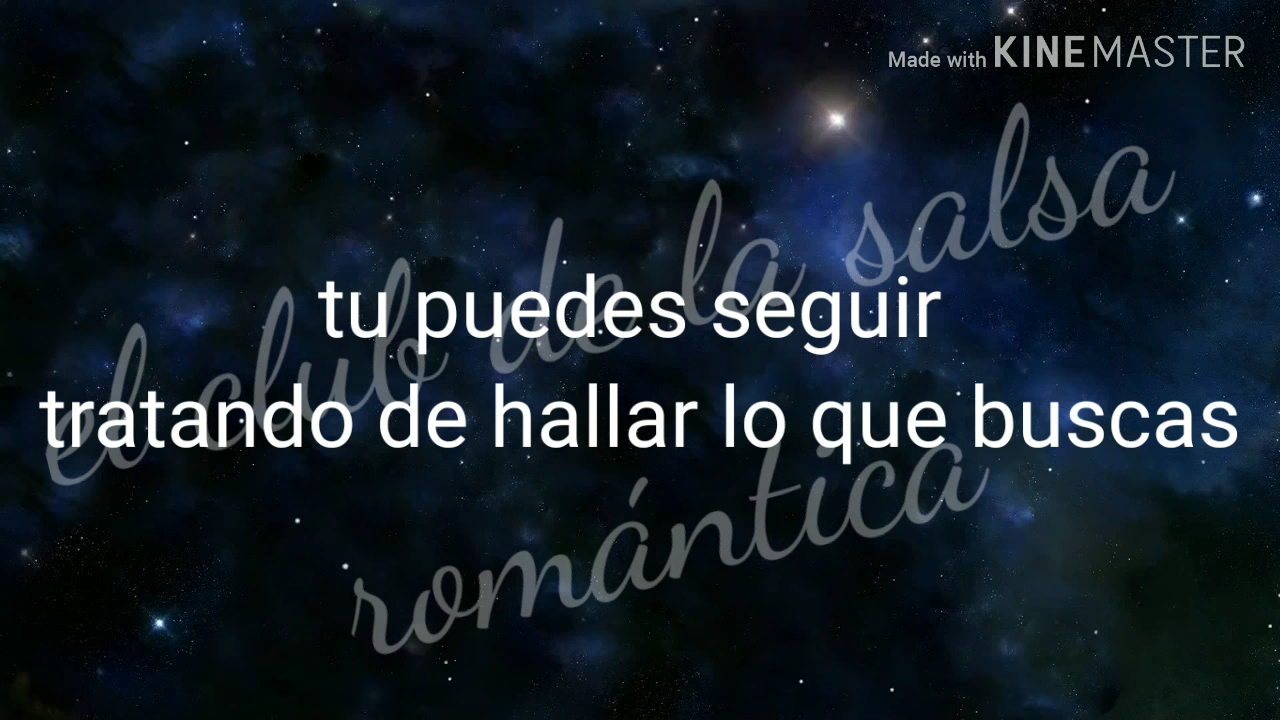 Made with KINEMASTER
el club de la salsa
romántica
tu puedes seguir
tratando de hallar lo que buscas